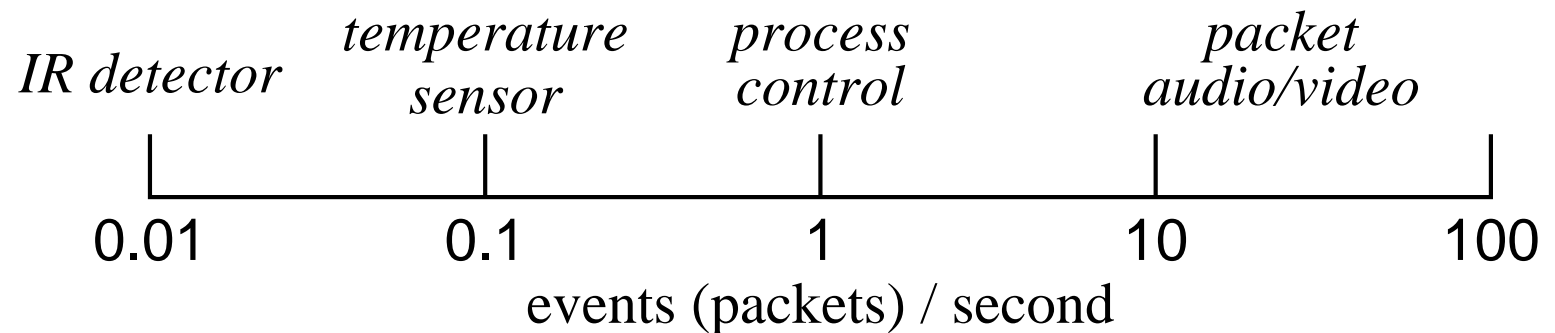 IR detector
temperature
sensor
process
control
packet
audio/video
0.01
0.1
1
10
100
events (packets) / second